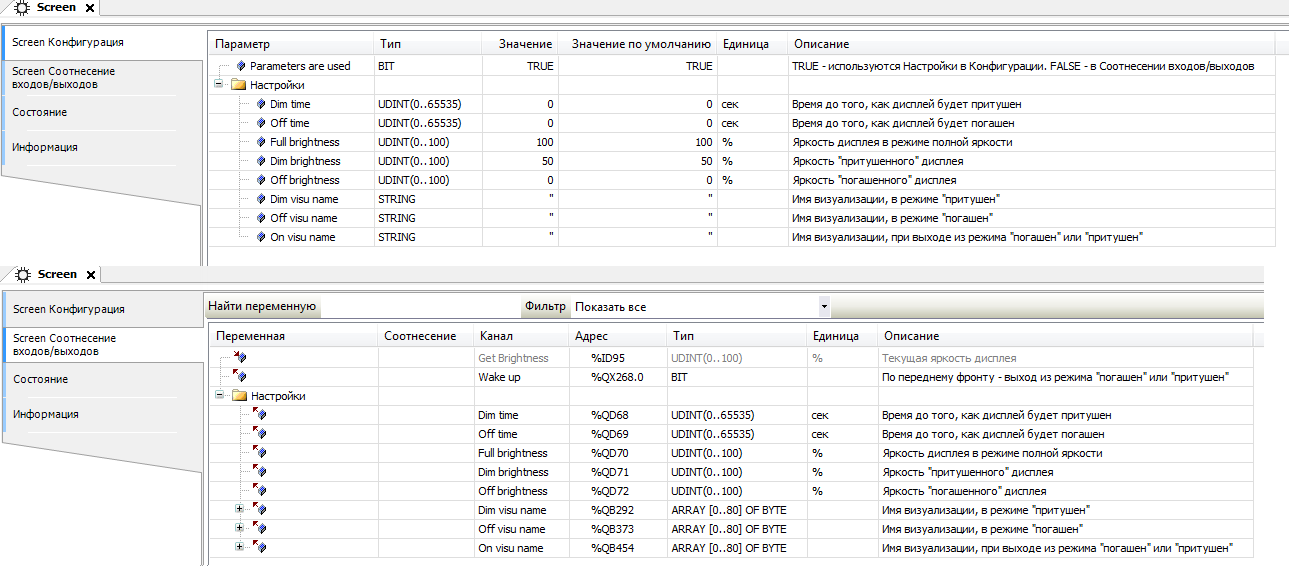 Screen
Screen Конфигурация
Screen Соотнесение входов/выходов
Состояние
Информация
Параметр Тип Значение Значение по умолчанию Единица Описание
Parameters are used BIT TRUE TRUE TRUE - используются Настройки в Конфигурации. FALSE - в Соотнесении входов/выходов
Настройки
Dim time UDINT(0..65535) 0 0 сек Время до того, как дисплей будет притушен
Off time UDINT(0..65535) 0 0 сек Время до того, как дисплей будет погашен
Full brightness UDINT(0..100) 100 100 % Яркость дисплея в режиме полной яркости
Dim brightness UDINT(0..100) 50 50 % Яркость "притушенного" дисплея
Off brightness UDINT(0..100) 0 0 % Яркость "погашенного" дисплея
Dim visu name STRING '' '' Имя визуализации, в режиме "притушен"
Off visu name STRING '' '' Имя визуализации, в режиме "погашен"
On visu name STRING '' '' Имя визуализации, при выходе из режима "погашен" или "притушен"
Screen
Screen Конфигурация
Screen Соотнесение входов/выходов
Состояние
Информация
Найти переменную Фильтр Показать все
Переменная Соотнесение Канал Адрес Тип Единица Описание
Get Brightness %ID95 UDINT(0..100) % Текущая яркость дисплея
Wake up %QX268.0 BIT По переднему фронту - выход из режима "погашен" или "притушен"
Настройки
Dim time %QD68 UDINT(0..65535) сек Время до того, как дисплей будет притушен
Off time %QD69 UDINT(0..65535) сек Время до того, как дисплей будет погашен
Full brightness %QD70 UDINT(0..100) % Яркость дисплея в режиме полной яркости
Dim brightness %QD71 UDINT(0..100) % Яркость "притушенного" дисплея
Off brightness %QD72 UDINT(0..100) % Яркость "погашенного" дисплея
Dim visu name %QB292 ARRAY [0..80] OF BYTE Имя визуализации, в режиме "притушен"
Off visu name %QB373 ARRAY [0..80] OF BYTE Имя визуализации, в режиме "погашен"
On visu name %QB454 ARRAY [0..80] OF BYTE Имя визуализации, при выходе из режима "погашен" или "притушен"